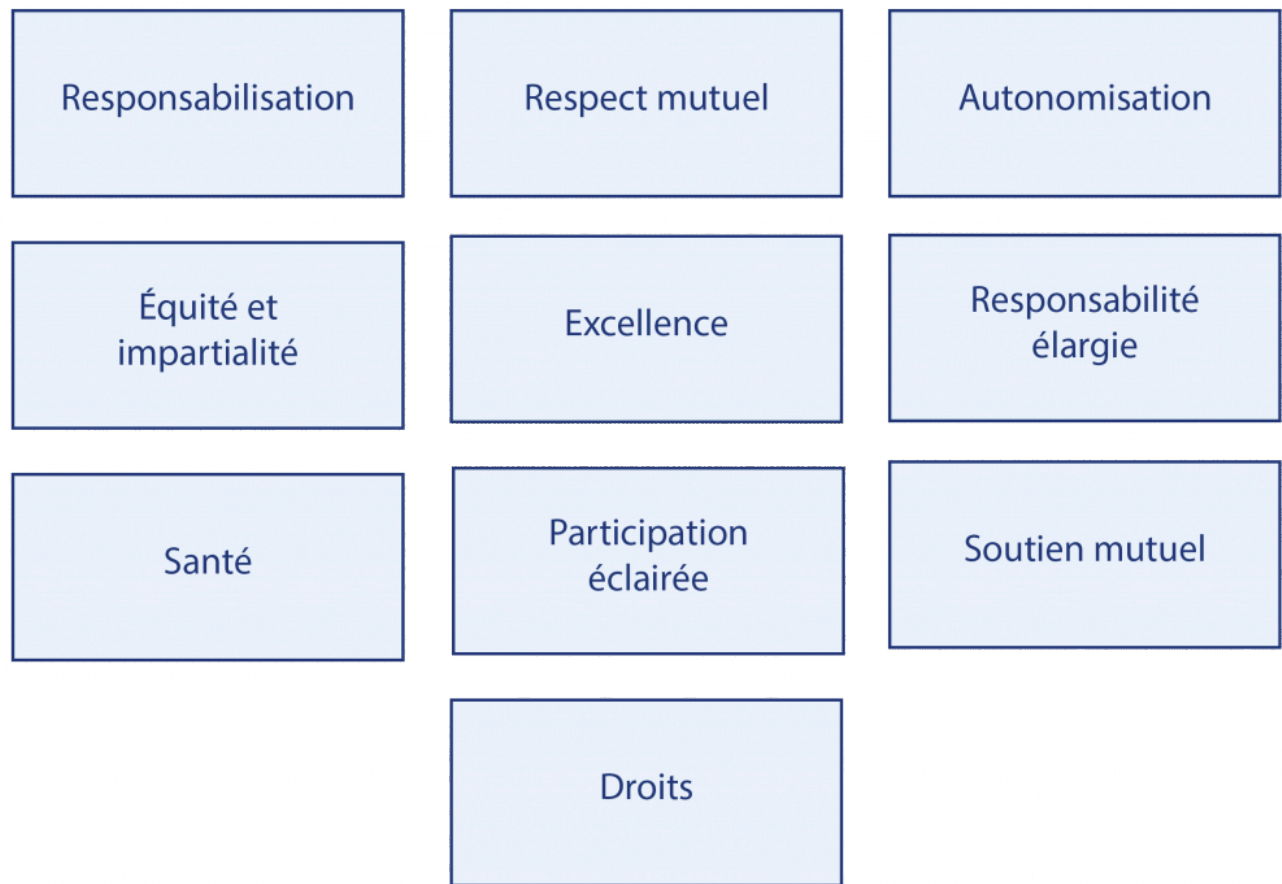 Responsabilisation
Respect mutuel
Autonomisation
Équité et
impartialité
Excellence
Responsabilité
élargie
Santé
Participation
éclairée
Soutien mutuel
Droits